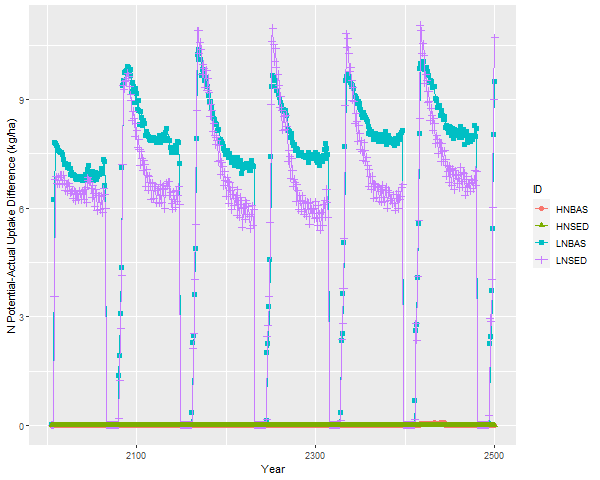 N Potential-Actual Uptake Difference (kg/ha)
9
6
3
0
2100
2300
2500
Year
ID
HNBAS
HNSED
LNBAS
LNSED